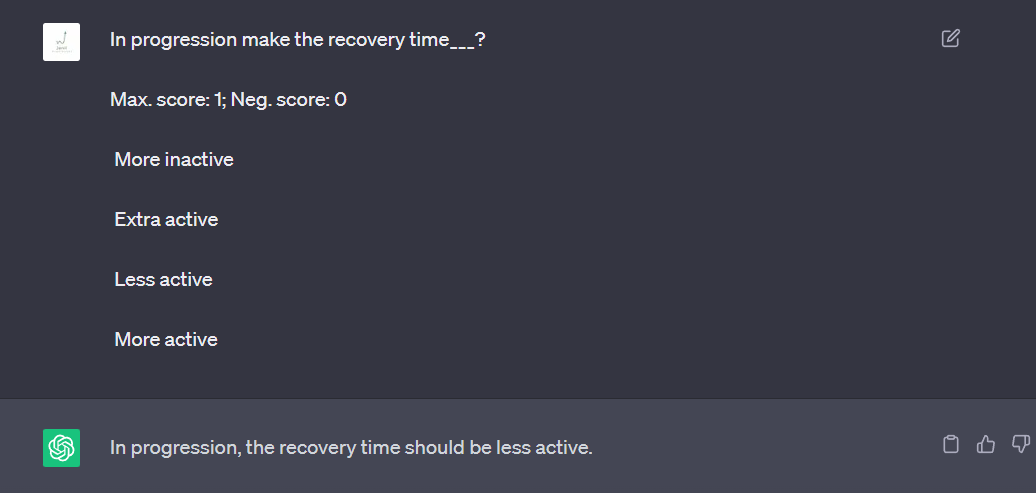 In progression make the recovery time___?
Max. score: 1; Neg. score: 0
More inactive
Extra active
Less active
More active
In progression, the recovery time should be less active.